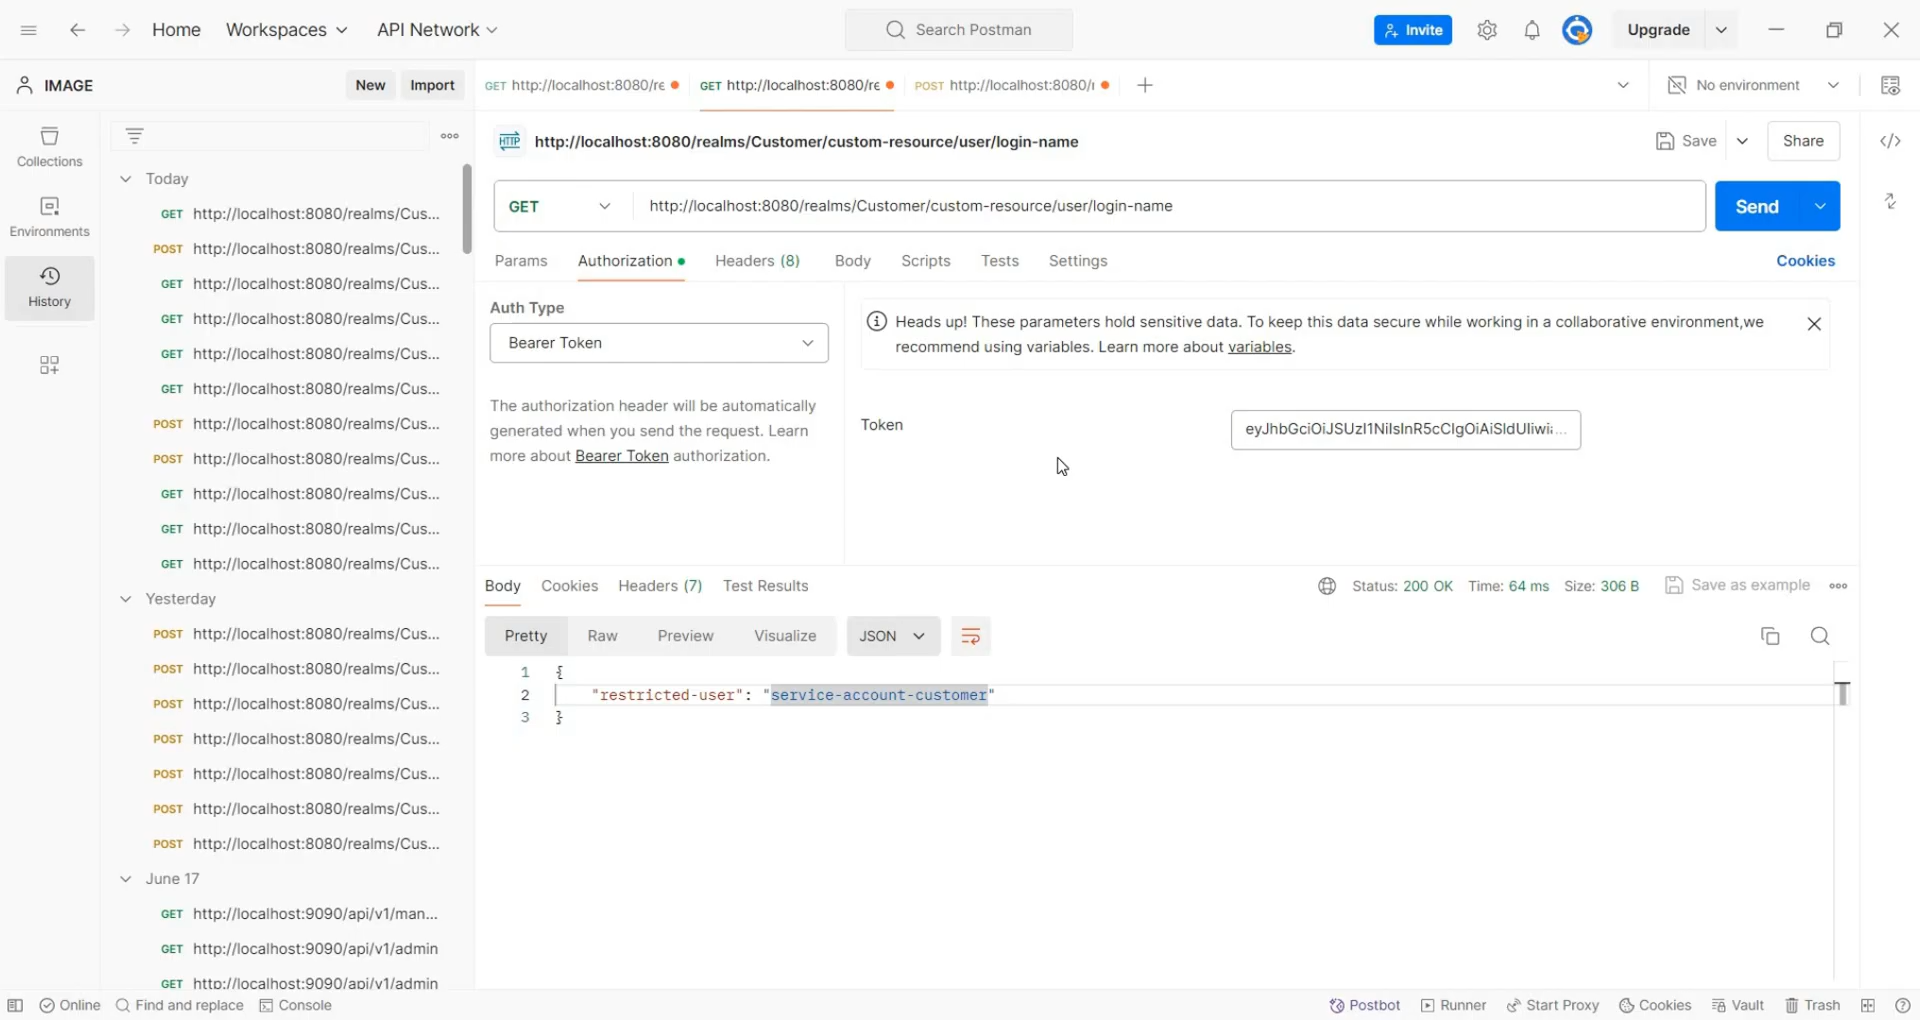 Home Workspaces API Network Search Postman Invite Upgrade
IMAGE New Import GET http://localhost:8080/re GET http://localhost:8080/re POST http://localhost:8080/ No environment
HTTP http://localhost:8080/realms/Customer/custom-resource/user/login-name Save Share
Collections
Environments
History
Today
GET http://localhost:8080/realms/Cus...
POST http://localhost:8080/realms/Cus...
GET http://localhost:8080/realms/Cus...
GET http://localhost:8080/realms/Cus...
GET http://localhost:8080/realms/Cus...
GET http://localhost:8080/realms/Cus...
POST http://localhost:8080/realms/Cus...
POST http://localhost:8080/realms/Cus...
GET http://localhost:8080/realms/Cus...
GET http://localhost:8080/realms/Cus...
GET http://localhost:8080/realms/Cus...
Yesterday
POST http://localhost:8080/realms/Cus...
POST http://localhost:8080/realms/Cus...
POST http://localhost:8080/realms/Cus...
POST http://localhost:8080/realms/Cus...
POST http://localhost:8080/realms/Cus...
POST http://localhost:8080/realms/Cus...
POST http://localhost:8080/realms/Cus...
June 17
GET http://localhost:9090/api/v1/man...
GET http://localhost:9090/api/v1/admin
GET http://localhost:9090/api/v1/admin
GET http://localhost:8080/realms/Customer/custom-resource/user/login-name Send
Params Authorization Headers (8) Body Scripts Tests Settings Cookies
Auth Type
Bearer Token
The authorization header will be automatically
generated when you send the request. Learn
more about Bearer Token authorization.
Heads up! These parameters hold sensitive data. To keep this data secure while working in a collaborative environment,we
recommend using variables. Learn more about variables.
Token
Body Cookies Headers (7) Test Results Status: 200 OK Time: 64 ms Size: 306 B Save as example
Pretty Raw Preview Visualize JSON
1 {
2 "restricted-user": "service-account-customer"
3 }
Online Find and replace Console Postbot Runner Start Proxy Cookies Vault Trash